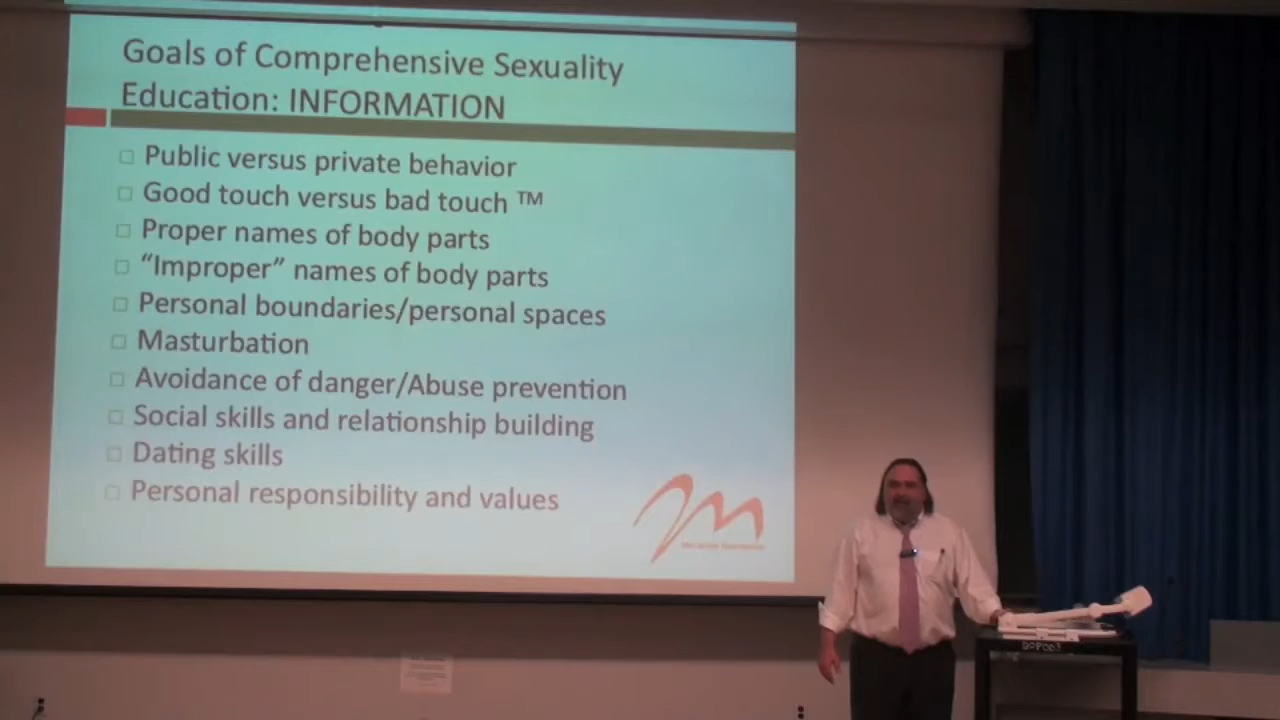 Goals of Comprehensive Sexuality
Education: INFORMATION
Public versus private behavior
Good touch versus bad touch ™
Proper names of body parts
“Improper” names of body parts
Personal boundaries/personal spaces
Masturbation
Avoidance of danger/Abuse prevention
Social skills and relationship building
Dating skills
Personal responsibility and values